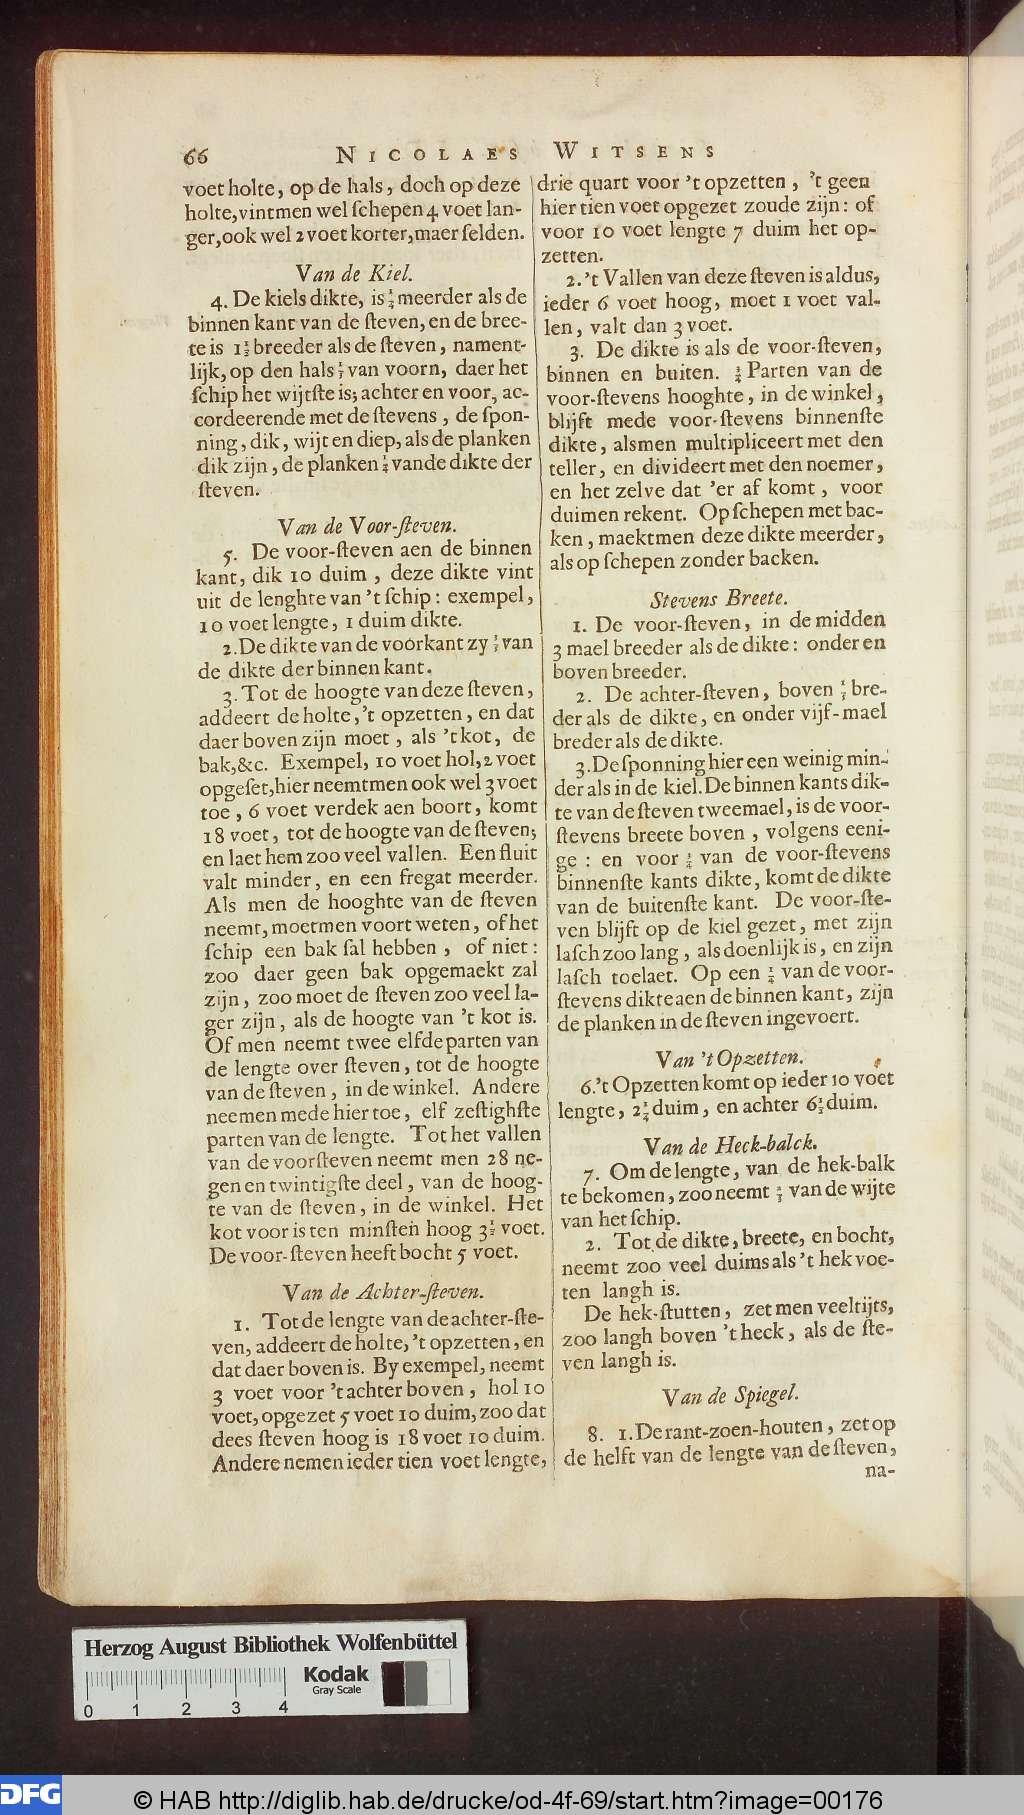 66 NICOLAES WITSENS
voet holte, op de hals, doch op deze
holte, vintmen wel ſchepen 4 voet lan-
ger, ook wel 2 voet korter, maer ſelden.
Van de Kiel.
4. De kiels dikte, is meerder als de
binnen kant van de ſteven, en de bree-
te is breeder als de ſteven, nament-
lijk, op den hals van voorn, daer het
ſchip het wijtſte is; achter en voor, ac-
cordeerende met de ſtevens, de ſpon-
ning, dik, wijt en diep, als de planken
dik zijn, de planken vande dikte der
ſteven.
Van de Voor-ſteven.
5. De voor-ſteven aen de binnen
kant, dik 10 duim, deze dikte vint
uit de lenghte van 't ſchip: exempel,
10 voet lengte, 1 duim dikte.
2. De dikte van de voorkant zy van
de dikte der binnen kant.
3. Tot de hoogte van deze ſteven,
addeert de holte, 't opzetten, en dat
daer boven zijn moet, als 't kot, de
bak, &c. Exempel, 10 voet hol, 2 voet
opgeſet, hier neemtmen ook wel 3 voet
toe, 6 voet verdek aen boort, komt
18 voet, tot de hoogte van de ſteven;
en laet hem zoo veel vallen. Een fluit
valt minder, en een fregat meerder.
Als men de hooghte van de ſteven
neemt, moetmen voort weten, of het
ſchip een bak ſal hebben, of niet:
zoo daer geen bak opgemaekt zal
zijn, zoo moet de ſteven zoo veel la-
ger zijn, als de hoogte van 't kot is.
Of men neemt twee elfde parten van
de lengte over ſteven, tot de hoogte
van de ſteven, in de winkel. Andere
neemen mede hier toe, elf zeſtighſte
parten van de lengte. Tot het vallen
van de voorſteven neemt men 28 ne-
gen en twintigſte deel, van de hoog-
te van de ſteven, in de winkel. Het
kot voor is ten minſten hoog 3½ voet.
De voor-ſteven heeft bocht 5 voet.
Van de Achter-ſteven.
1. Tot de lengte van de achter-ſte-
ven, addeert de holte, 't opzetten, en
dat daer boven is. By exempel, neemt
3 voet voor 't achter boven, hol 10
voet, opgezet 5 voet 10 duim, zoo dat
dees ſteven hoog is 18 voet 10 duim.
Andere nemen ieder tien voet lengte,
drie quart voor 't opzetten, 't geen
hier tien voet opgezet zoude zijn: of
voor 10 voet lengte 7 duim het op-
zetten.
2. 't Vallen van deze ſteven is aldus,
ieder 6 voet hoog, moet 1 voet val-
len, valt dan 3 voet.
3. De dikte is als de voor-ſteven,
binnen en buiten. ¾ Parten van de
voor-ſtevens hooghte, in de winkel,
blijft mede voor-ſtevens binnenſte
dikte, alsmen multipliceert met den
teller, en divideert met den noemer,
en het zelve dat 'er af komt, voor
duimen rekent. Op ſchepen met bac-
ken, maektmen deze dikte meerder,
als op ſchepen zonder backen.
Stevens Breete.
1. De voor-ſteven, in de midden
3 mael breeder als de dikte: onder en
boven breeder.
2. De achter-ſteven, boven bre-
der als de dikte, en onder vijf-mael
breder als de dikte.
3. De ſponning hier een weinig min-
der als in de kiel. De binnen kants dik-
te van de ſteven tweemael, is de voor-
ſtevens breete boven, volgens eeni-
ge: en voor ¾ van de voor-ſtevens
binnenſte kants dikte, komt de dikte
van de buitenſte kant. De voor-ſte-
ven blijft op de kiel gezet, met zijn
laſch zoo lang, als doenlijk is, en zijn
laſch toelaet. Op een ¼ van de voor-
ſtevens dikte aen de binnen kant, zijn
de planken in de ſteven ingevoert.
Van 't Opzetten.
6. 't Opzetten komt op ieder 10 voet
lengte, duim, en achter duim.
Van de Heck-balck.
7. Om de lengte, van de hek-balk
te bekomen, zoo neemt ⅔ van de wijte
van het ſchip.
2. Tot de dikte, breete, en bocht,
neemt zoo veel duims als 't hek voe-
ten langh is.
De hek-ſtutten, zet men veeltijts,
zoo langh boven 't heck, als de ſte-
ven langh is.
Van de Spiegel.
8. 1. De rant-zoen-houten, zet op
de helft van de lengte van de ſteven,
na-
Herzog August Bibliothek Wolfenbüttel
Kodak
Gray Scale
0 1 2 3 4
DFG © HAB http://diglib.hab.de/drucke/od-4f-69/start.htm?image=00176